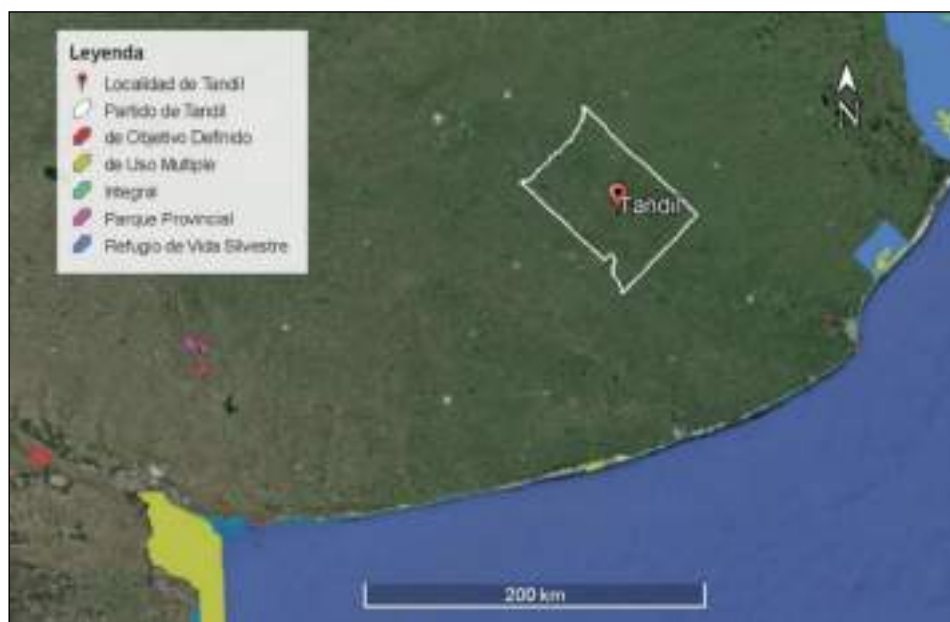 Leyenda
Localidad de Tandil
Partido de Tandil
de Objetivo Definido
de Uso Multiple
Integral
Parque Provincial
Refugio de Vida Silvestre
N
Tandil
200 km